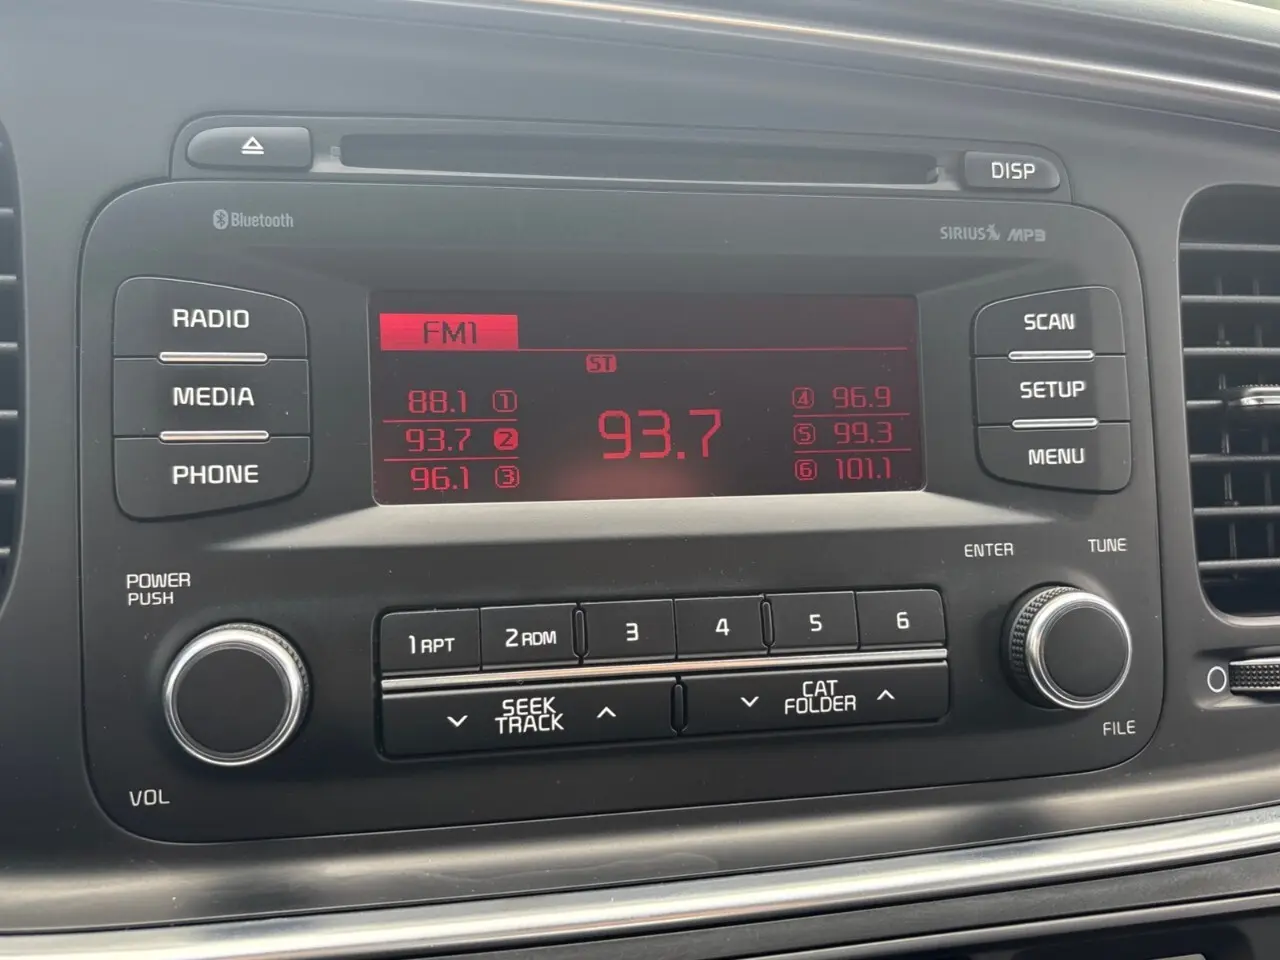 DISP
Bluetooth
SIRIUS MP3
RADIO
MEDIA
PHONE
FM1
ST
88.1 1
93.7 2
96.1 3
93.7
4 96.9
5 99.3
6 101.1
SCAN
SETUP
MENU
POWER
PUSH
VOL
1 RPT
2 RDM
3
4
5
6
SEEK
TRACK
CAT
FOLDER
ENTER
TUNE
FILE